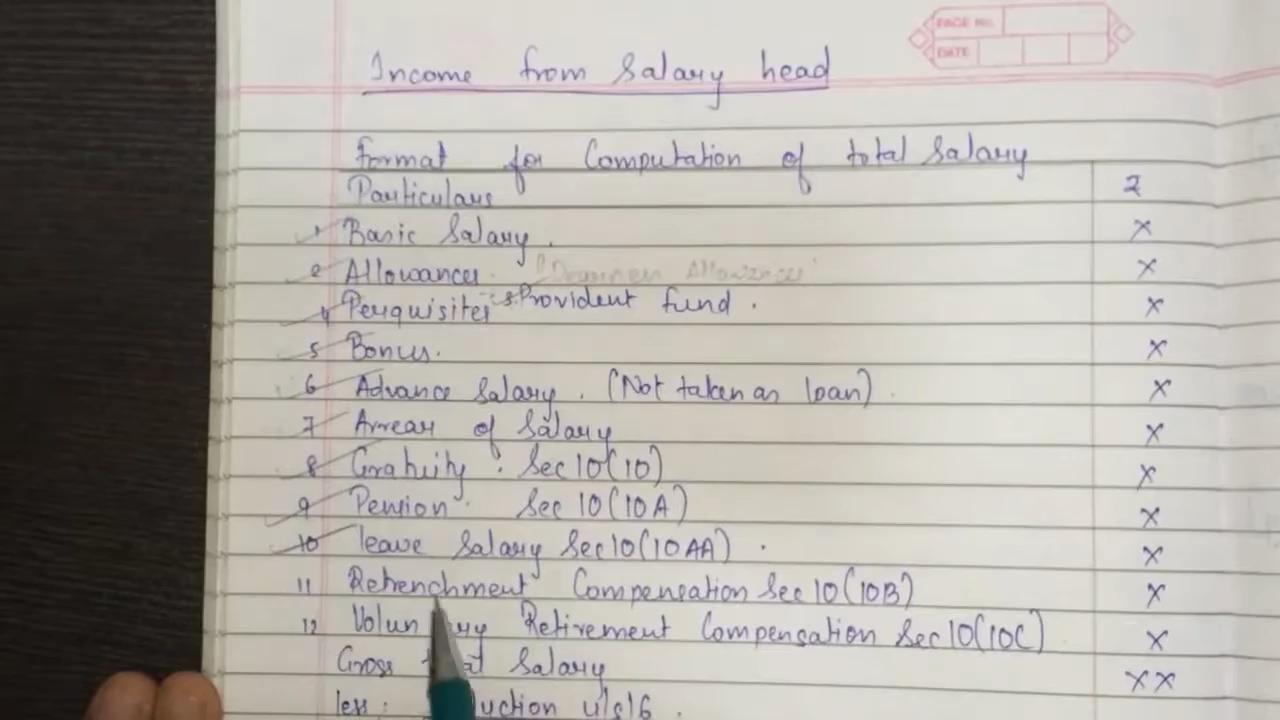 PAGE NO.
DATE
Income from Salary head
Format for Computation of total Salary
Particulars ₹
1 Basic Salary. X
2 Allowances. X
4 Perquisites 3. Provident fund. X
5 Bonus. X
6 Advance Salary. (Not taken as loan) X
7 Arrear of Salary X
8 Gratuity. Sec 10(10) X
9 Pension. Sec 10(10A) X
10 leave Salary Sec 10(10AA). X
11 Retrenchment Compensation Sec 10(10B) X
12 Retirement Compensation Sec 10(10C) X
Gross Salary XX
less: u/s/6.